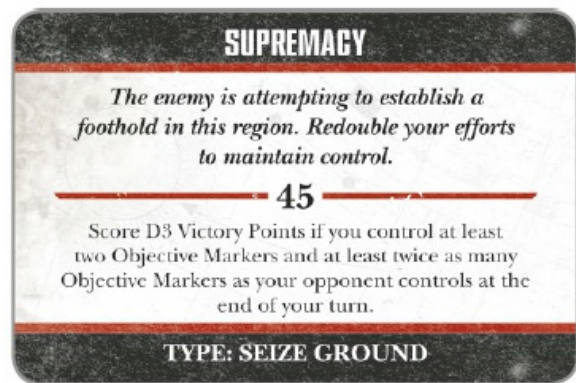 SUPREMACY
The enemy is attempting to establish a
foothold in this region. Redouble your efforts
to maintain control.
45
Score D3 Victory Points if you control at least
two Objective Markers and at least twice as many
Objective Markers as your opponent controls at the
end of your turn.
TYPE: SEIZE GROUND